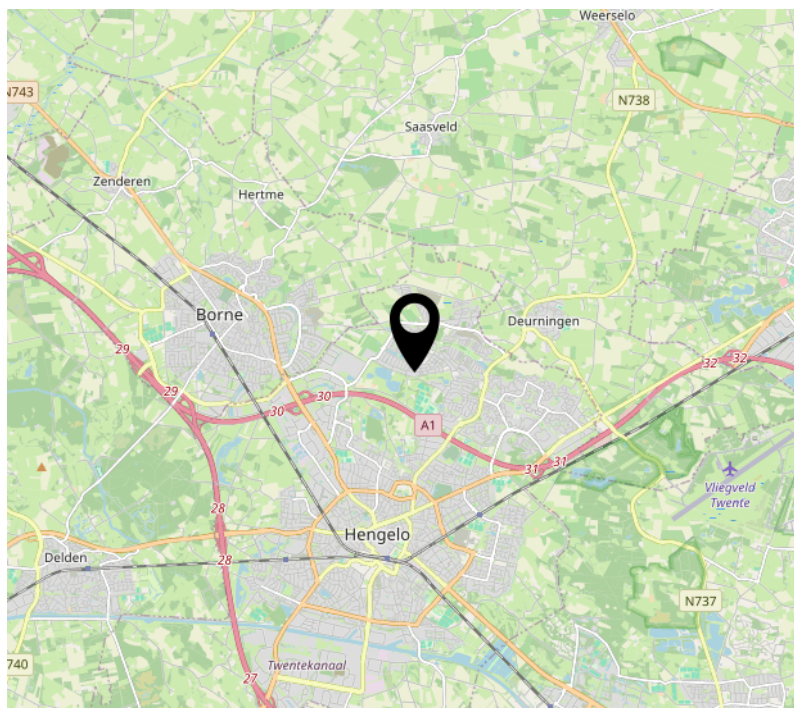 Weerselo
N743
N738
Saasveld
Zenderen
Hertme
Borne
Deurningen
29
32
32
29
30
30
A1
31
31
Vliegveld
Twente
28
Hengelo
28
Delden
N737
740
Twentekanaal
27